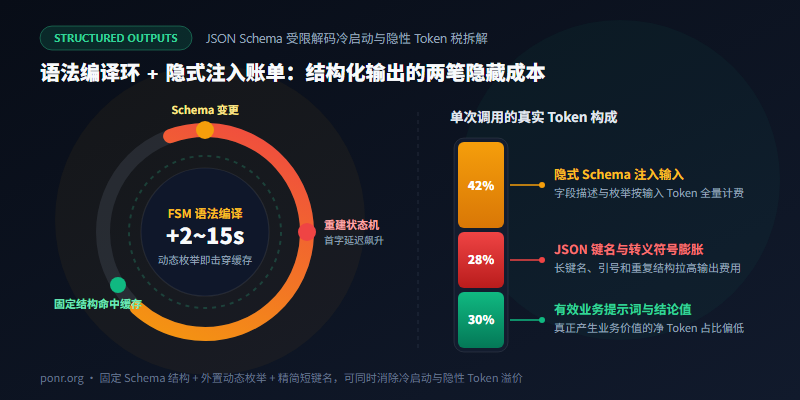 STRUCTURED OUTPUTS
JSON Schema 受限解码冷启动与隐性 Token 税拆解
语法编译环 + 隐式注入账单：结构化输出的两笔隐藏成本
Schema 变更
FSM 语法编译
+2~15s
动态枚举即击穿缓存
重建状态机
首字延迟飙升
固定结构命中缓存
单次调用的真实 Token 构成
42%
隐式 Schema 注入输入
字段描述与枚举按输入 Token 全量计费
28%
JSON 键名与转义符号膨胀
长键名、引号和重复结构拉高输出费用
30%
有效业务提示词与结论值
真正产生业务价值的净 Token 占比偏低
ponr.org · 固定 Schema 结构 + 外置动态枚举 + 精简短键名，可同时消除冷启动与隐性 Token 溢价